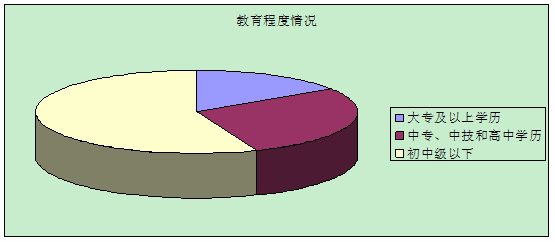 教育程度情况
大专及以上学历
中专、中技和高中学历
初中级以下